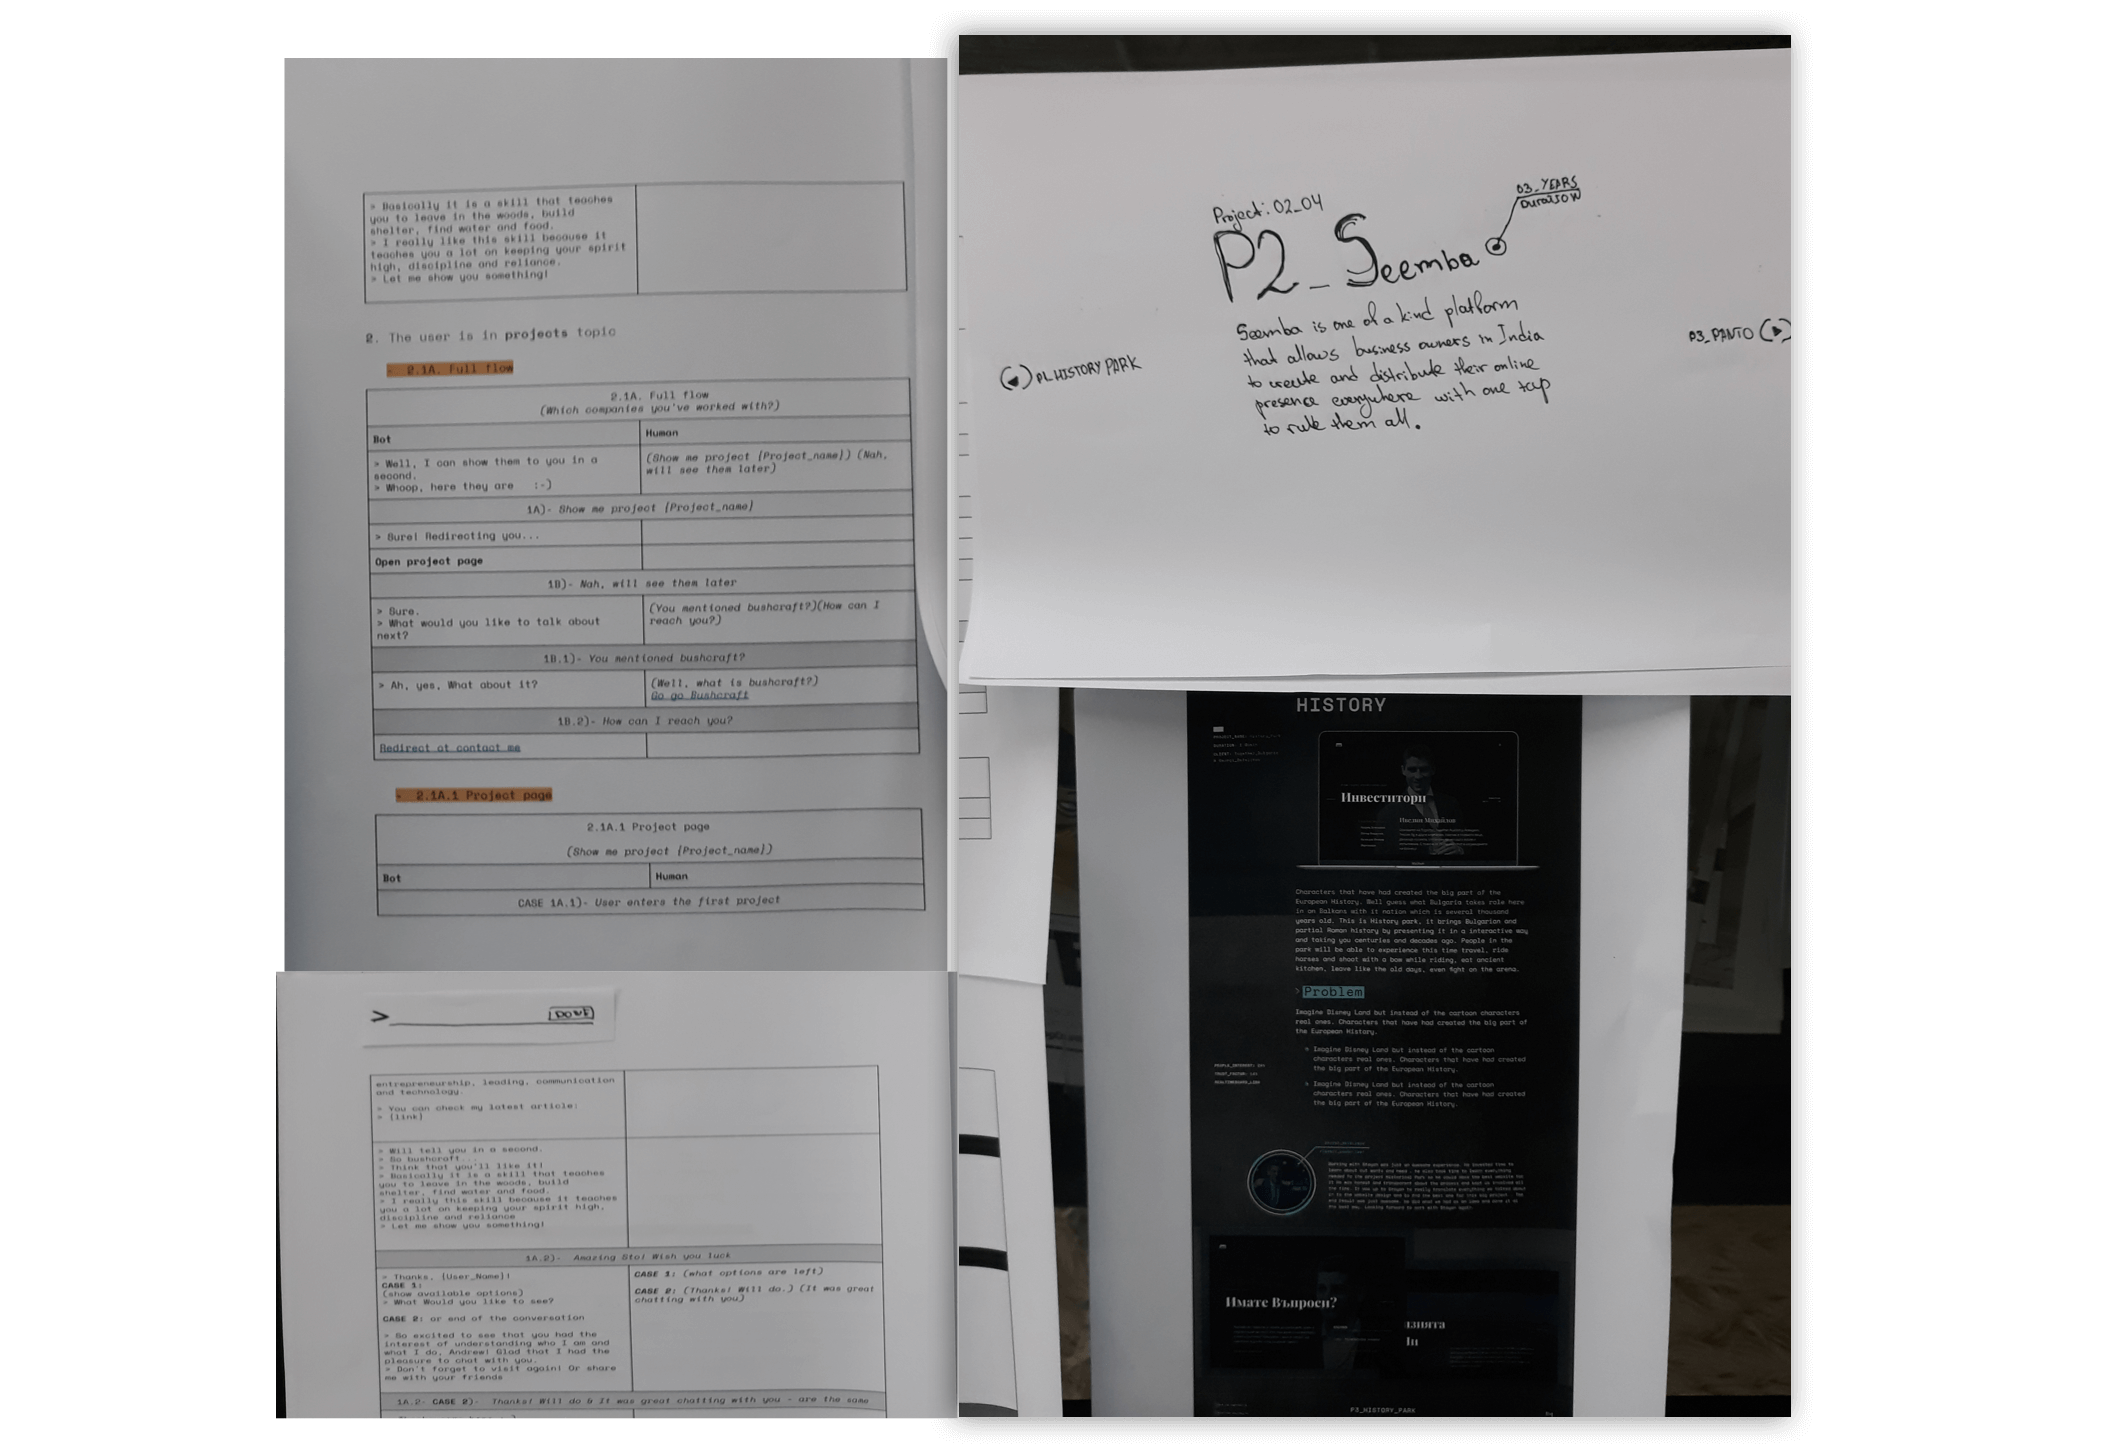 > Basically it is a skill that teaches
you to leave in the woods, build
shelter, find water and food.
> I really like this skill because it
teaches you a lot on keeping your spirit
high, discipline and reliance.
> Let me show you something!
2. The user is in projects topic
- 2.1A. Full flow
2.1A. Full flow
(Which companies you've worked with?)
Bot
Human
> Well, I can show them to you in a
second.
> Whoop, here they are :-)
(Show me project {Project_name}) (Nah,
will see them later)
1A)- Show me project {Project_name}
> Sure! Redirecting you...
Open project page
1B)- Nah, will see them later
> Sure.
> What would you like to talk about
next?
(You mentioned bushcraft?)(How can I
reach you?)
1B.1)- You mentioned bushcraft?
> Ah, yes, What about it?
(Well, what is bushcraft?)
Go go Bushcraft
1B.2)- How can I reach you?
Redirect at contact me
- 2.1A.1 Project page
2.1A.1 Project page
(Show me project {Project_name})
Bot
Human
CASE 1A.1)- User enters the first project
Project: 02_04
03_YEARS
DURATION
P2_Seemba
Seemba is one of a kind platform
that allows business owners in India
to create and distribute their online
presence everywhere with one tap
to rule them all.
P1_HISTORY PARK
03_PANTO
> DONE
entrepreneurship, leading, communication
and technology.
> You can check my latest article:
> {link}
> Will tell you in a second.
> So bushcraft...
> Think that you'll like it!
> Basically it is a skill that teaches
you to leave in the woods, build
shelter, find water and food.
> I really this skill because it teaches
you a lot on keeping your spirit high,
discipline and reliance
> Let me show you something!
1A.2)- Amazing Sto! Wish you luck
> Thanks, {User_Name}!
CASE 1:
(show available options)
> What Would you like to see?
CASE 2: or end of the conversation
> So excited to see that you had the
interest of understanding who I am and
what I do, Andrew! Glad that I had the
pleasure to chat with you.
> Don't forget to visit again! Or share
me with your friends
CASE 1: (what options are left)
CASE 2: (Thanks! Will do.) (It was great
chatting with you)
1A.2- CASE 2)- Thanks! Will do & It was great chatting with you - are the same
HISTORY
Инвеститори
Characters that have had created the big part of the
European History. Well guess what Bulgaria takes role here
in on Balkans with it nation which is several thousand
years old. This is History park, it brings Bulgarian and
partial Roman history by presenting it in a interactive way
and taking you centuries and decades ago. People in the
park will be able to experience this time travel, ride
horses and shoot with a bow while riding, eat ancient
kitchen, leave like the old days, even fight on the arena.
> Problem
Imagine Disney Land but instead of the cartoon characters
real ones. Characters that have had created the big part of
the European History.
Imagine Disney Land but instead of the cartoon
characters real ones. Characters that have had created
the big part of the European History.
Imagine Disney Land but instead of the cartoon
characters real ones. Characters that have had created
the big part of the European History.
Имате Въпроси?
P3_HISTORY_PARK